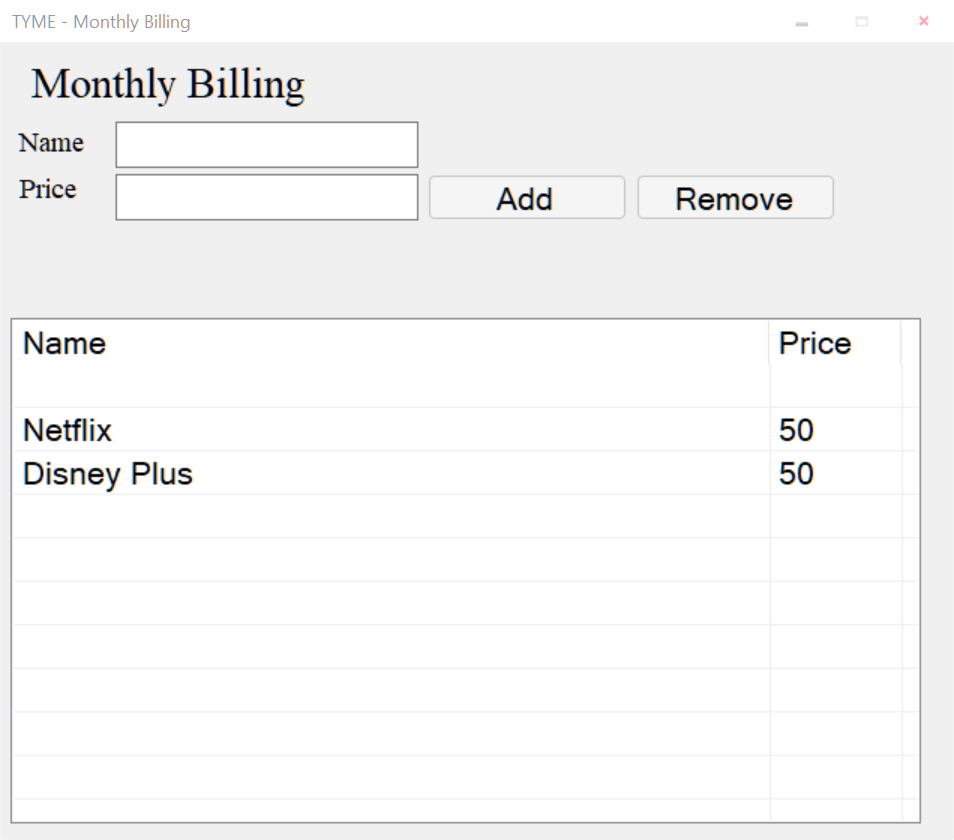 TYME - Monthly Billing
Monthly Billing
Name
Price
Add Remove
Name Price
Netflix 50
Disney Plus 50